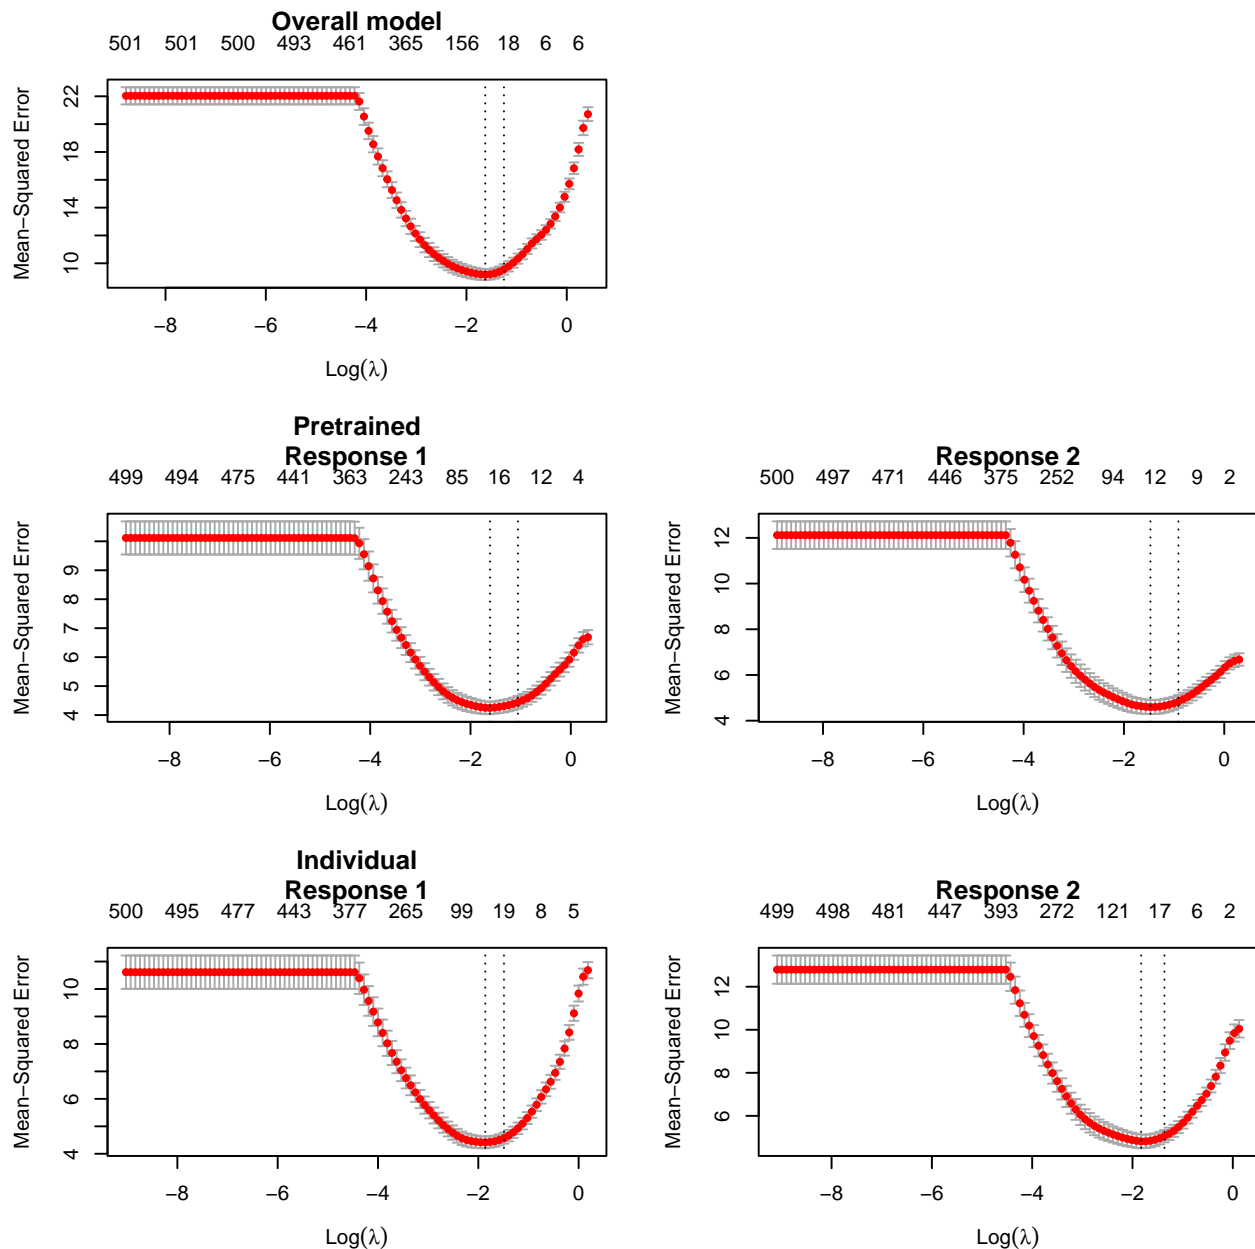 Overall model
501 501 500 493 461 365 156 18 6 6
Mean−Squared Error
22
18
14
10
−8 −6 −4 −2 0
Log(λ)
Pretrained
Response 1
499 494 475 441 363 243 85 16 12 4
Mean−Squared Error
9
8
7
6
5
4
−8 −6 −4 −2 0
Log(λ)
Response 2
500 497 471 446 375 252 94 12 9 2
Mean−Squared Error
12
10
8
6
4
−8 −6 −4 −2 0
Log(λ)
Individual
Response 1
500 495 477 443 377 265 99 19 8 5
Mean−Squared Error
10
8
6
4
−8 −6 −4 −2 0
Log(λ)
Response 2
499 498 481 447 393 272 121 17 6 2
Mean−Squared Error
12
10
8
6
−8 −6 −4 −2 0
Log(λ)